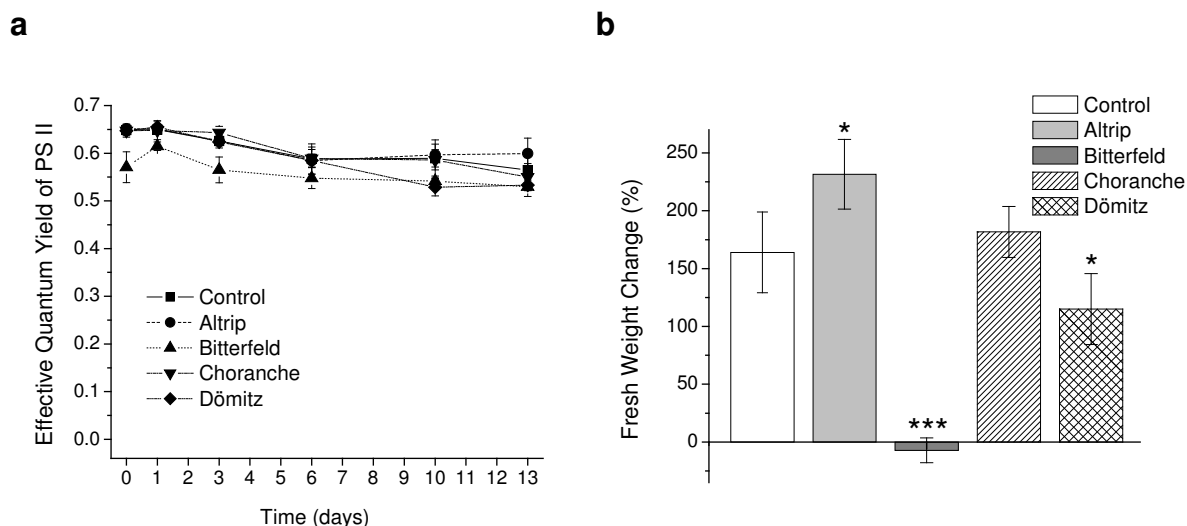 a
Effective Quantum Yield of PS II
0.7
0.6
0.5
0.4
0.3
0.2
0.1
0.0
Control
Altrip
Bitterfeld
Choranche
Dömitz
0 1 2 3 4 5 6 7 8 9 10 11 12 13
Time (days)
b
Fresh Weight Change (%)
250
200
150
100
50
0
*
***
*
Control
Altrip
Bitterfeld
Choranche
Dömitz